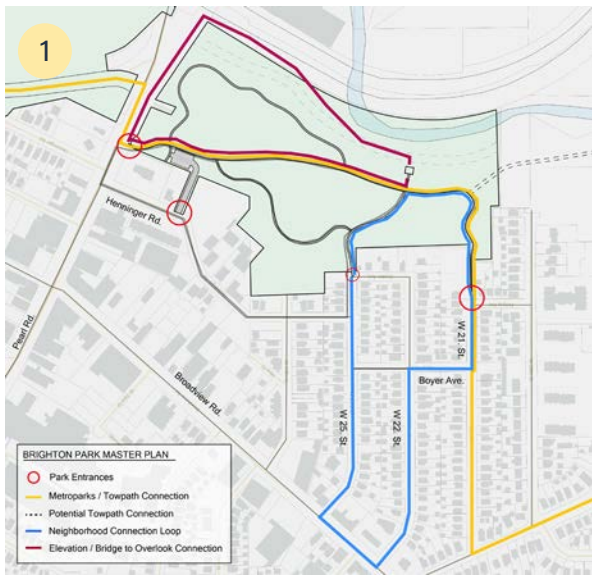 1
Henninger Rd.
Pearl Rd.
Broadview Rd.
W 25. St.
W 22. St.
W 21. St.
Boyer Ave.
BRIGHTON PARK MASTER PLAN
Park Entrances
Metroparks / Towpath Connection
Potential Towpath Connection
Neighborhood Connection Loop
Elevation / Bridge to Overlook Connection